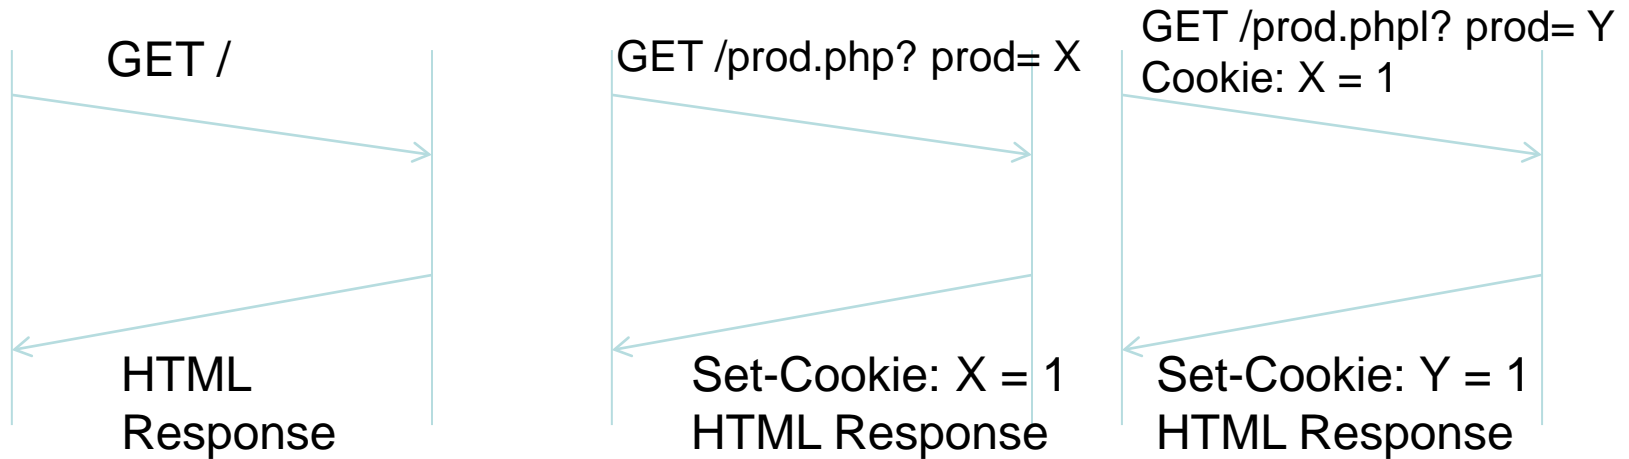 GET /
HTML
Response
GET /prod.php? prod= X
Set-Cookie: X = 1
HTML Response
GET /prod.phpl? prod= Y
Cookie: X = 1
Set-Cookie: Y = 1
HTML Response